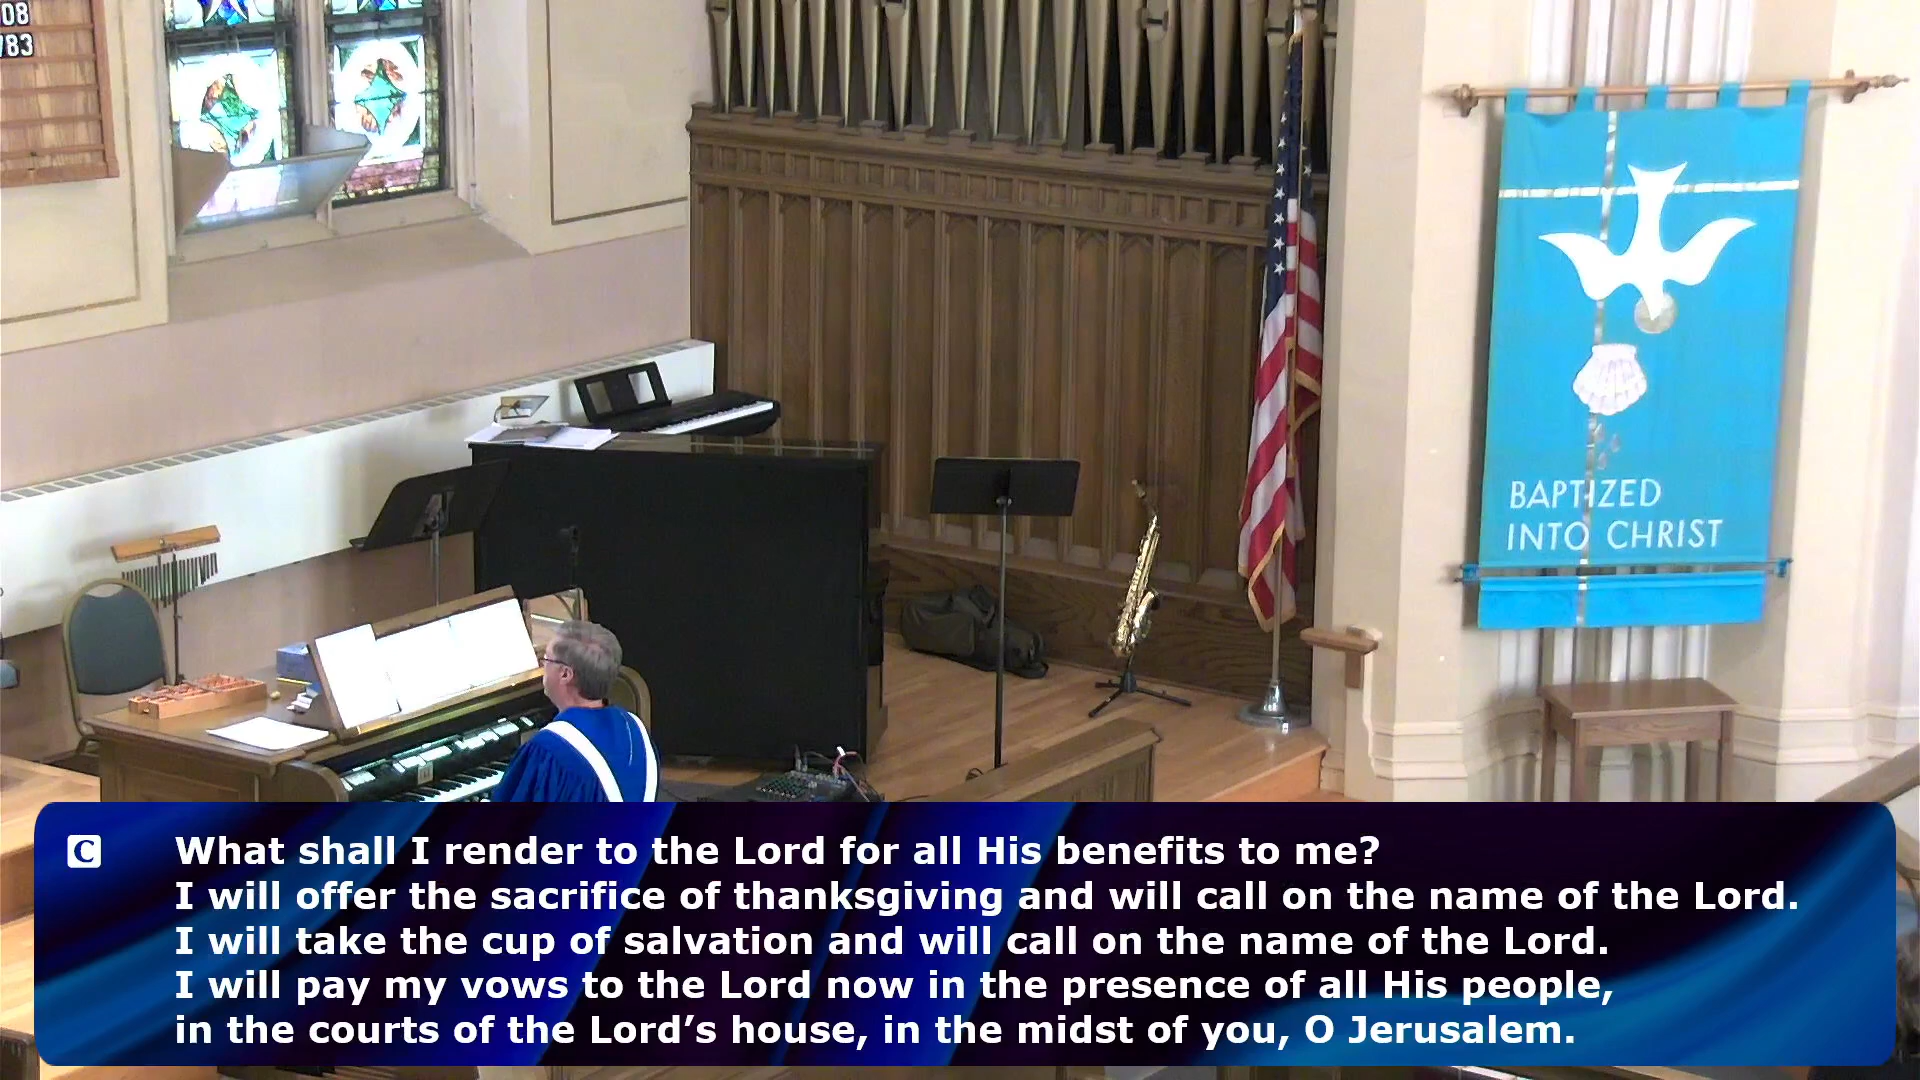 08
783
BAPTIZED
INTO CHRIST
C What shall I render to the Lord for all His benefits to me?
I will offer the sacrifice of thanksgiving and will call on the name of the Lord.
I will take the cup of salvation and will call on the name of the Lord.
I will pay my vows to the Lord now in the presence of all His people,
in the courts of the Lord’s house, in the midst of you, O Jerusalem.